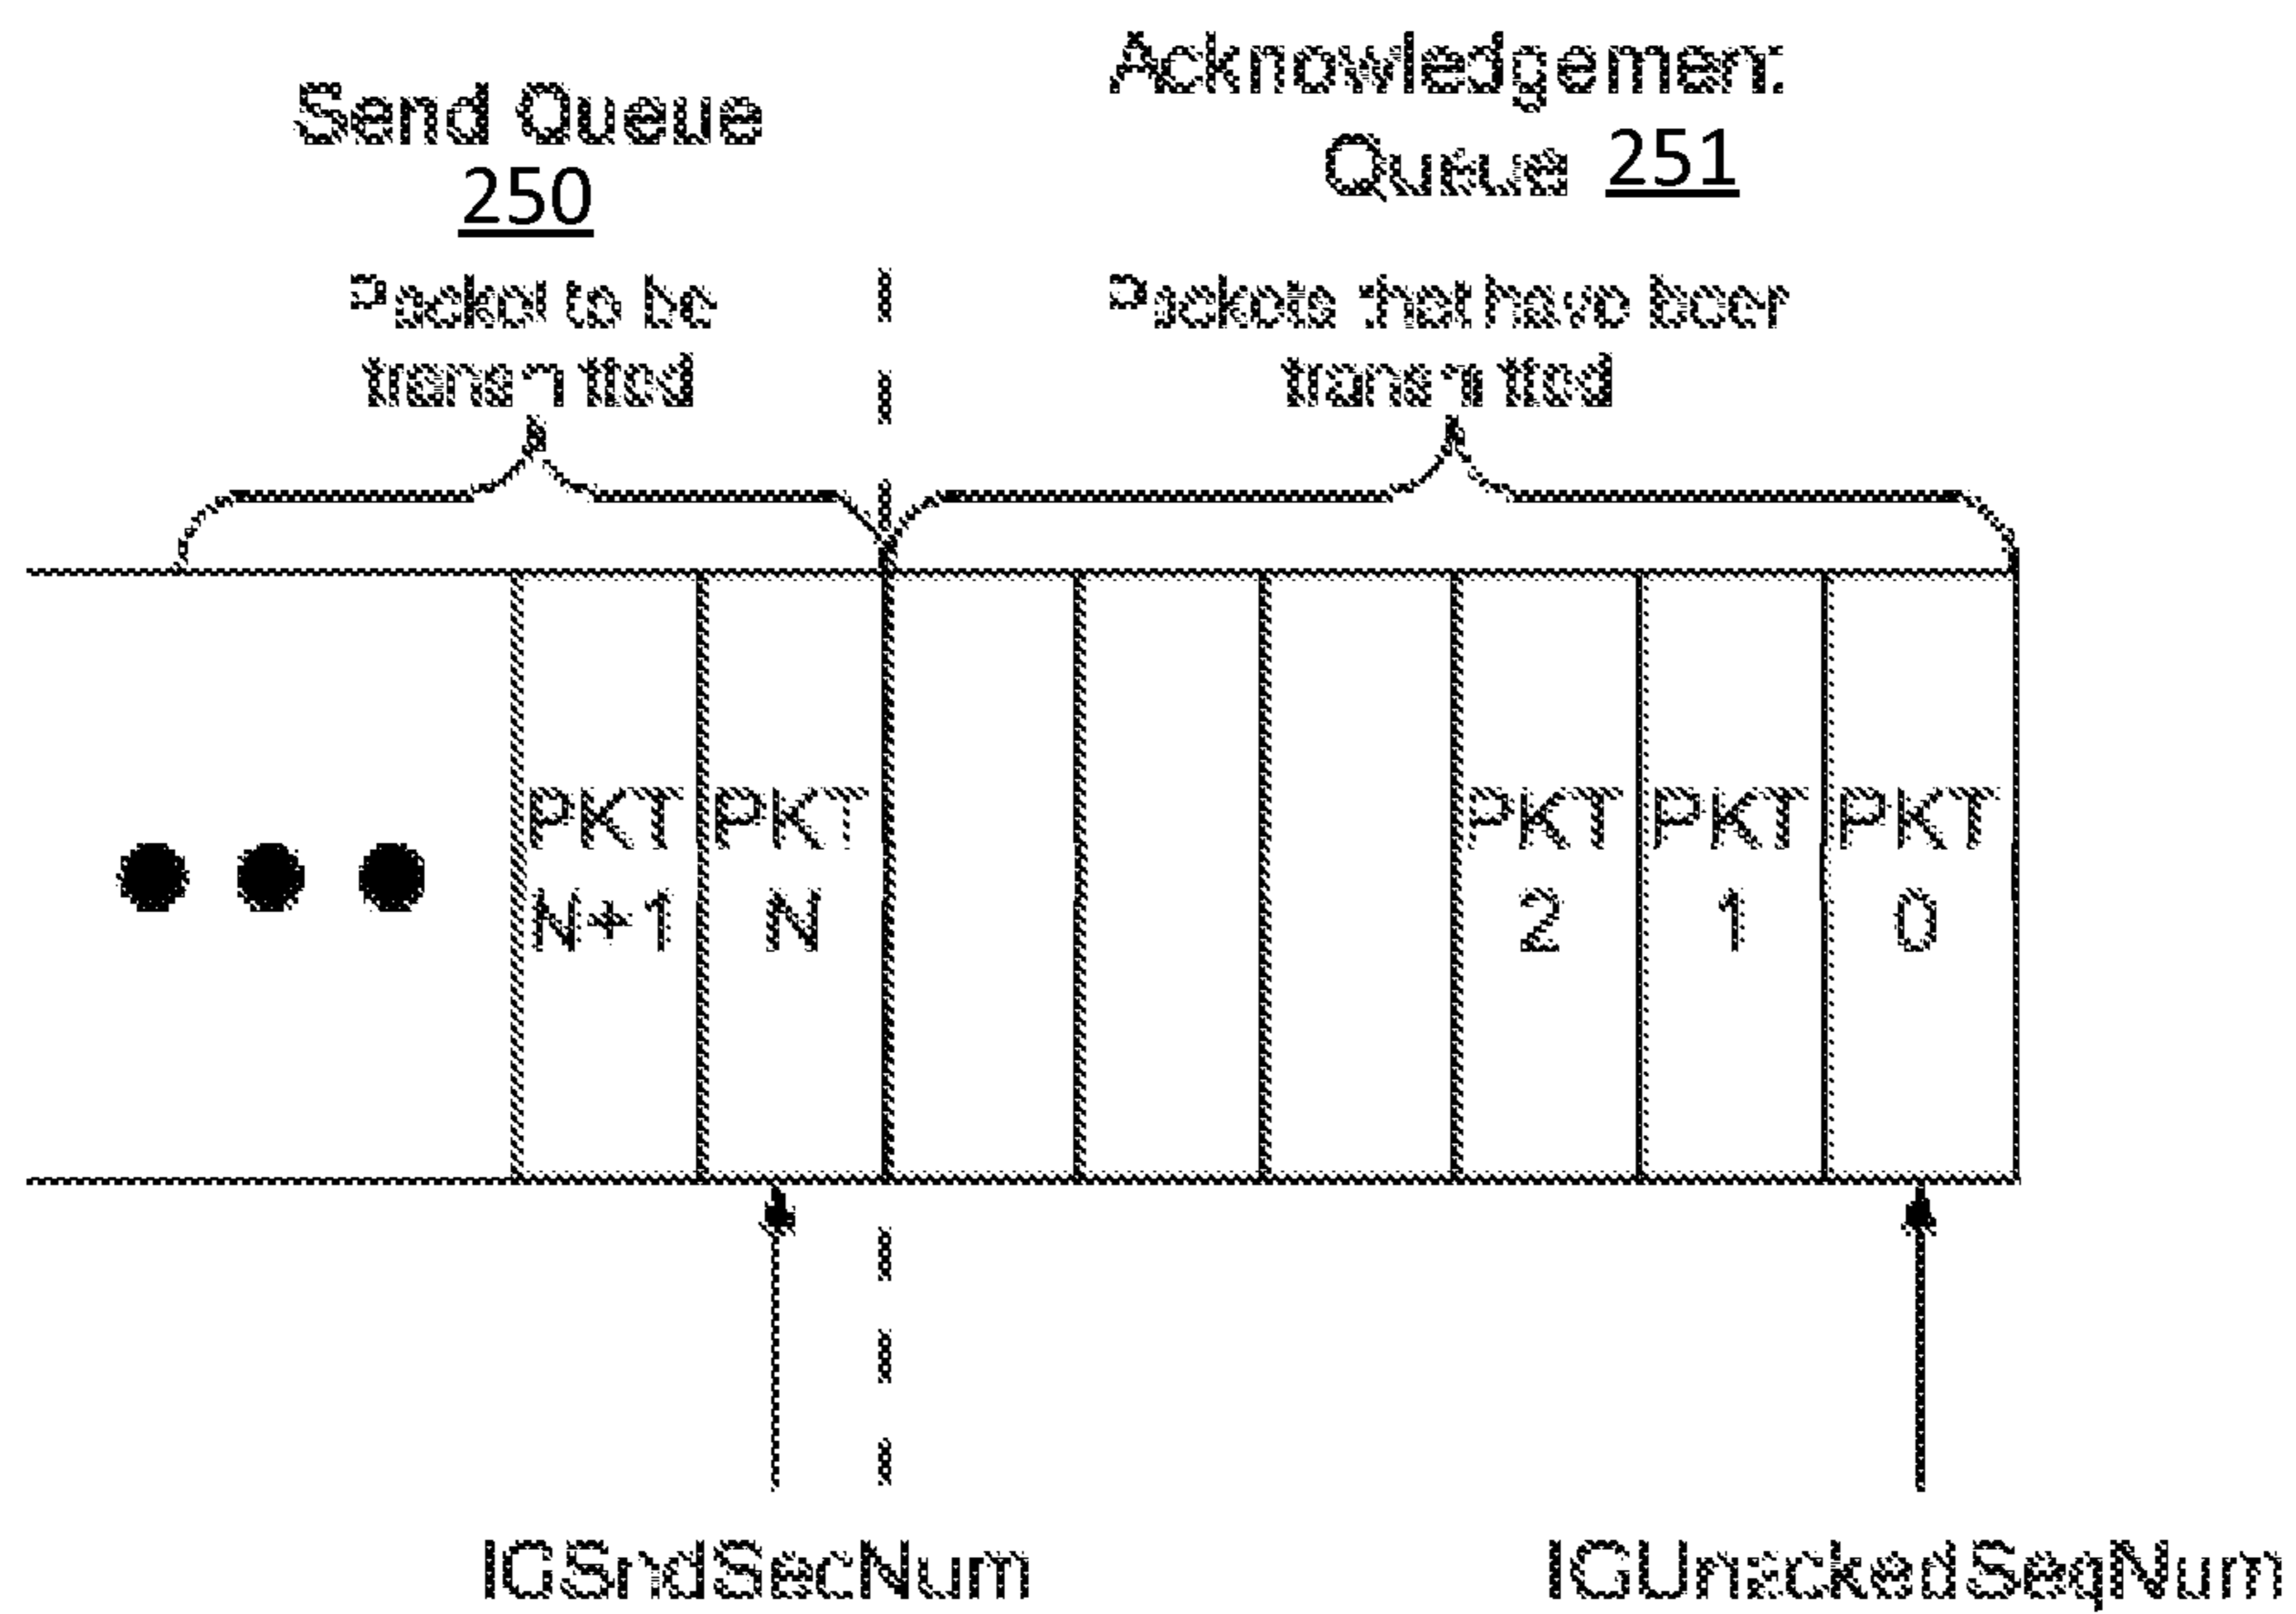 Send Queue
250
Acknowledgement
Queue 251
Packet to be
transmitted
Packets that have been
transmitted
PKT
N+1
PKT
N
PKT
2
PKT
1
PKT
0
IGSndSeqNum
IGUnackedSeqNum